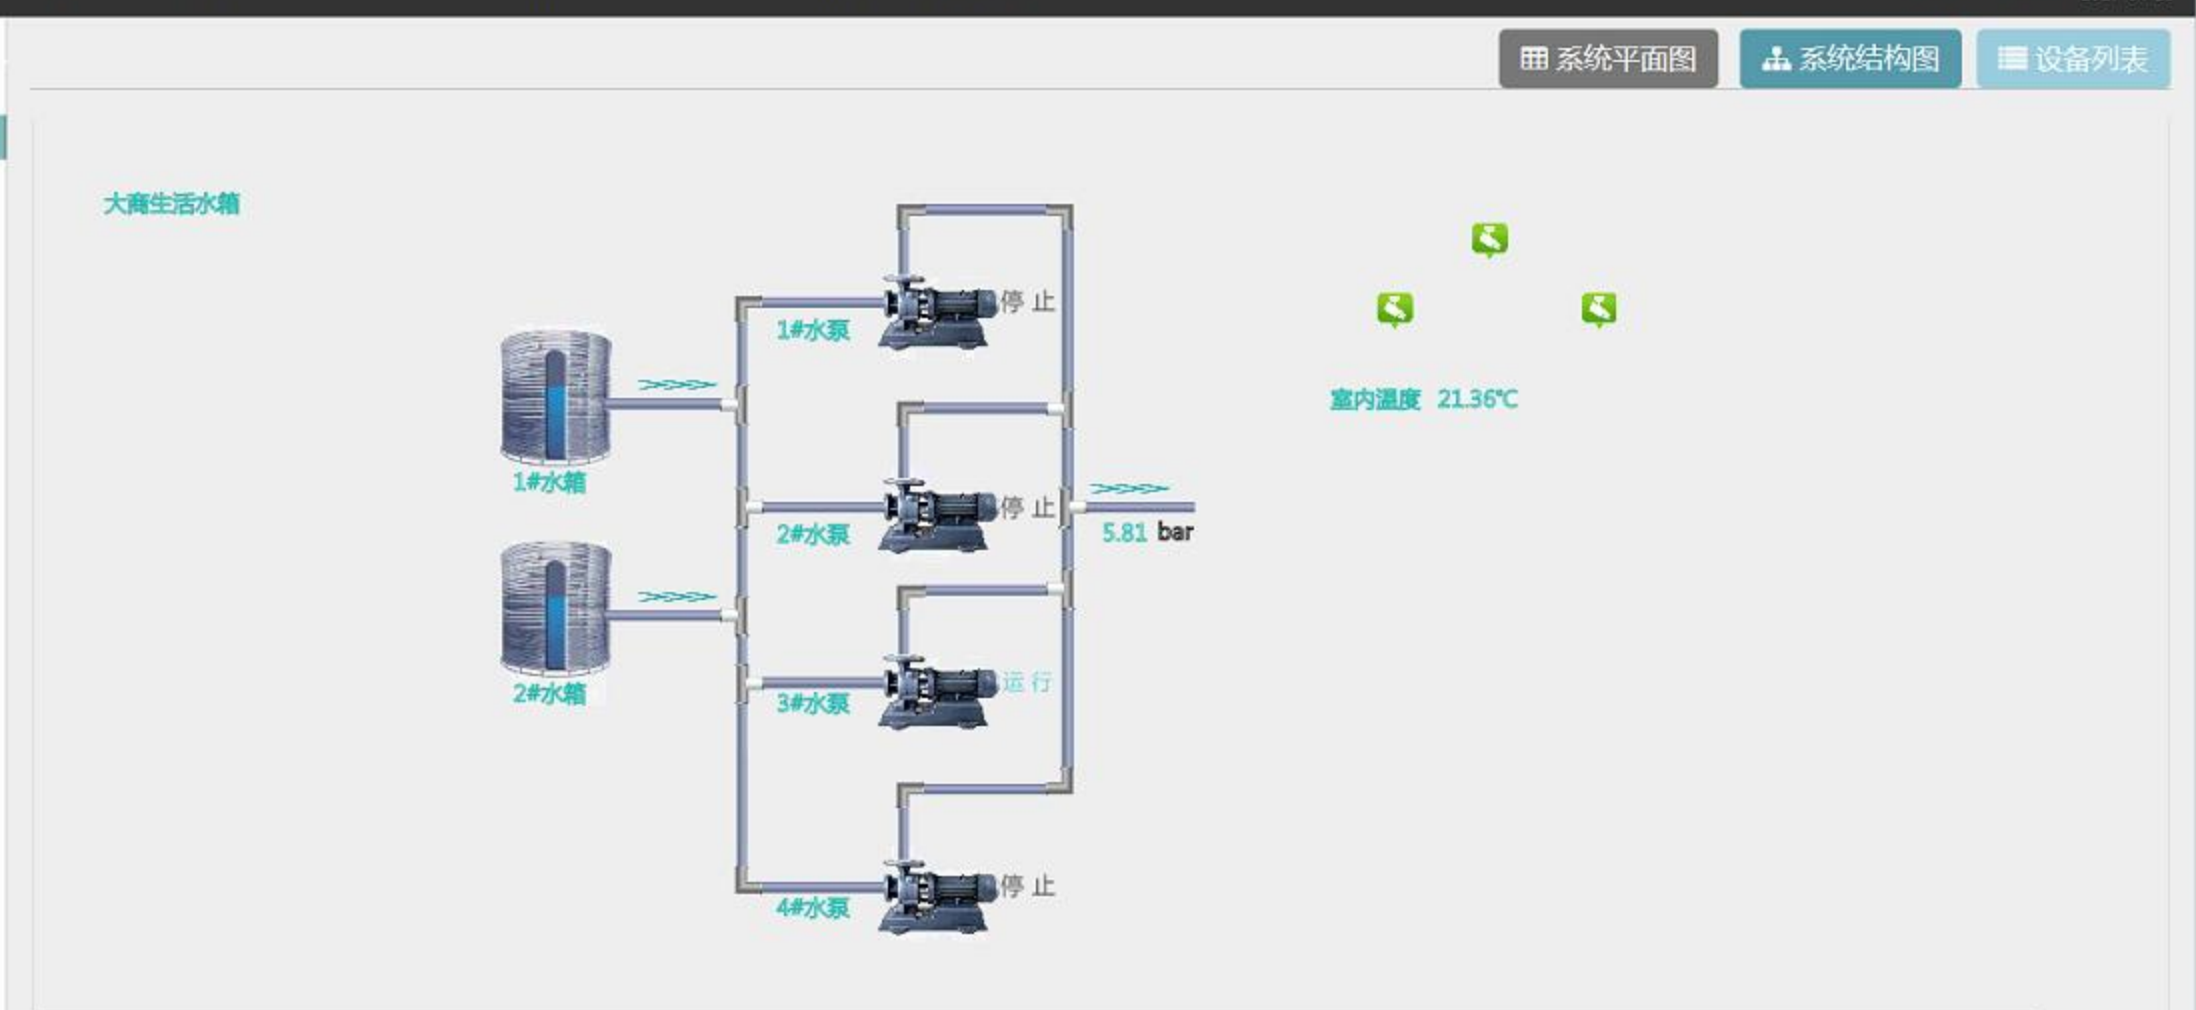 系统平面图
系统结构图
设备列表
大商生活水箱
停 止
1#水泵
室内温度 21.36℃
1#水箱
停 止
2#水泵
5.81 bar
运 行
2#水箱
3#水泵
停 止
4#水泵